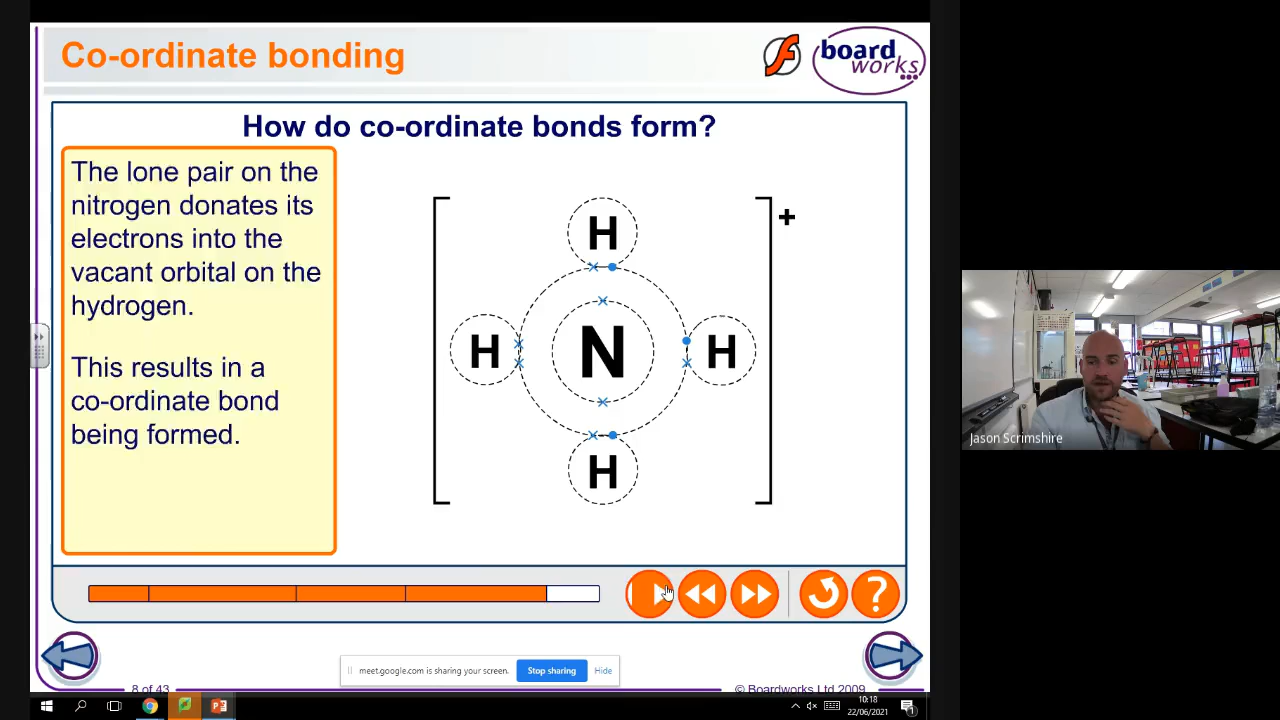 Co-ordinate bonding
board
works
How do co-ordinate bonds form?
The lone pair on the
nitrogen donates its
electrons into the
vacant orbital on the
hydrogen.
This results in a
co-ordinate bond
being formed.
+
H
H N H
H
?
Jason Scrimshire
meet.google.com is sharing your screen.
Stop sharing
Hide
8 of 43
© Boardworks Ltd 2009
10:18
22/06/2021
1